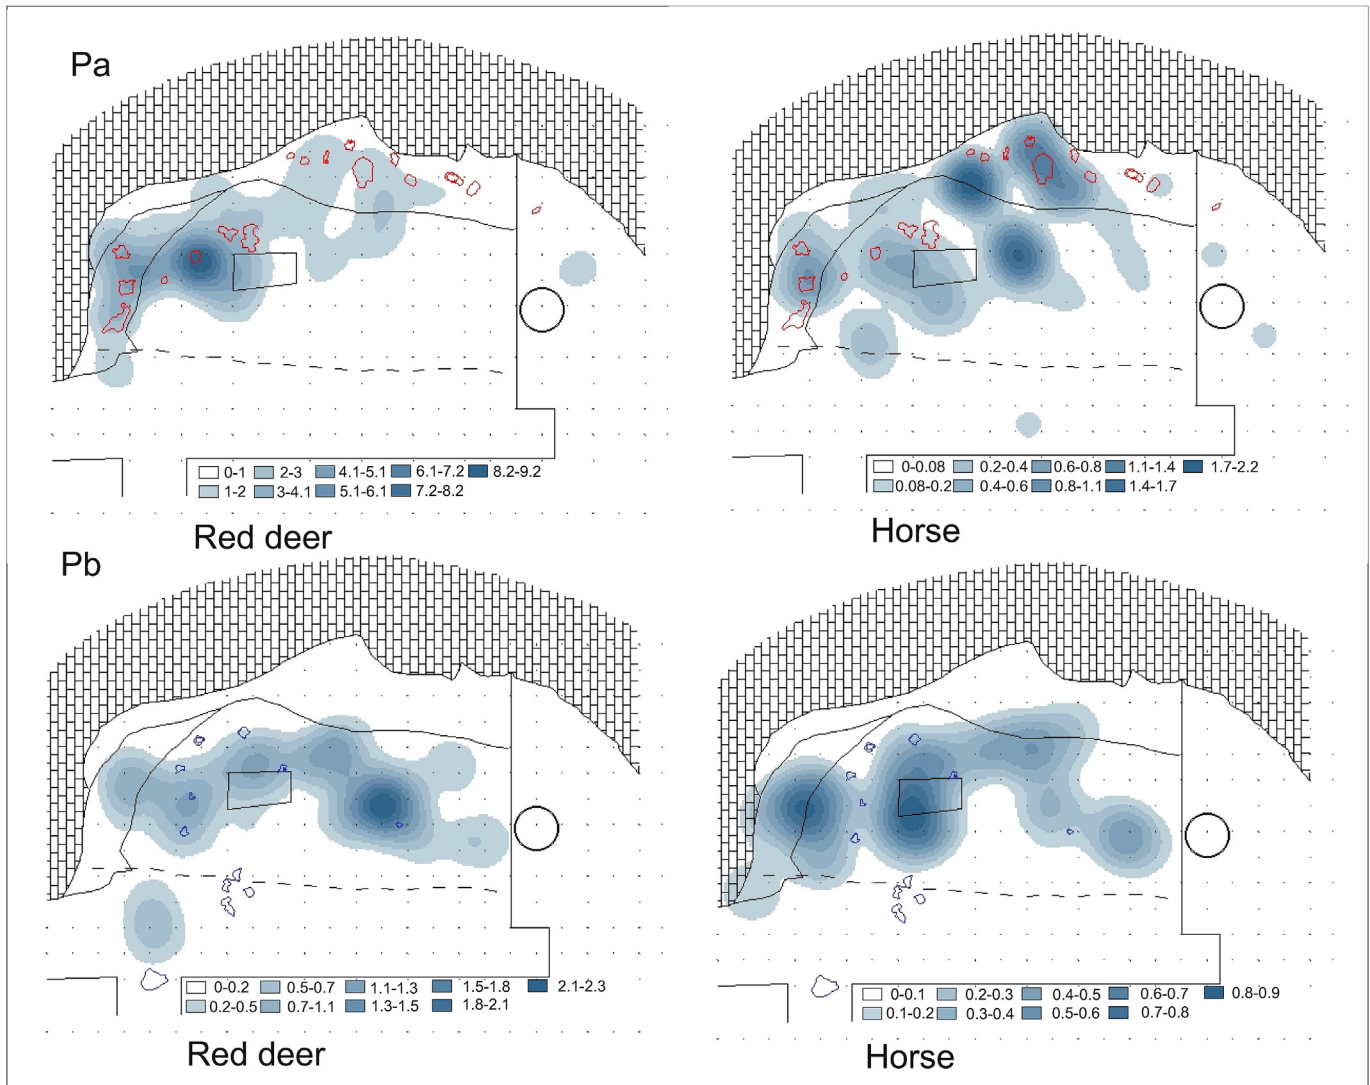 Pa
0-1 2-3 4.1-5.1 6.1-7.2 8.2-9.2
1-2 3-4.1 5.1-6.1 7.2-8.2
Red deer
0-0.08 0.2-0.4 0.6-0.8 1.1-1.4 1.7-2.2
0.08-0.2 0.4-0.6 0.8-1.1 1.4-1.7
Horse
Pb
0-0.2 0.5-0.7 1.1-1.3 1.5-1.8 2.1-2.3
0.2-0.5 0.7-1.1 1.3-1.5 1.8-2.1
Red deer
0-0.1 0.2-0.3 0.4-0.5 0.6-0.7 0.8-0.9
0.1-0.2 0.3-0.4 0.5-0.6 0.7-0.8
Horse